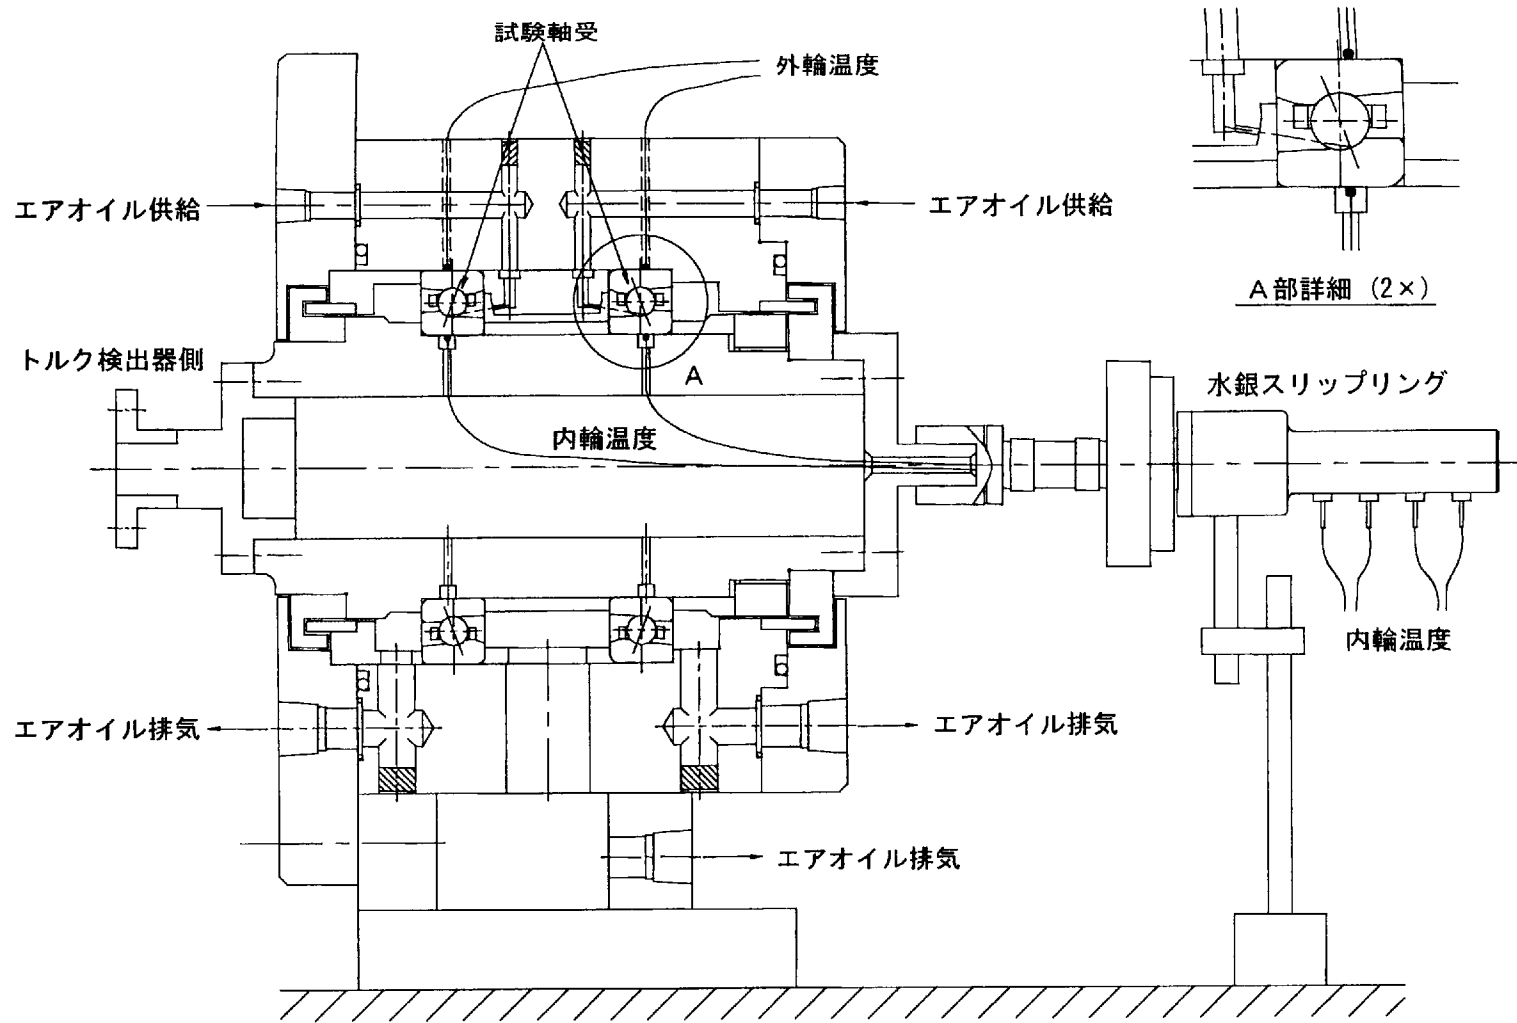 試験軸受
外輪温度
エアオイル供給
エアオイル供給
A部詳細 (2×)
トルク検出器側
A
水銀スリップリング
内輪温度
内輪温度
エアオイル排気
エアオイル排気
エアオイル排気